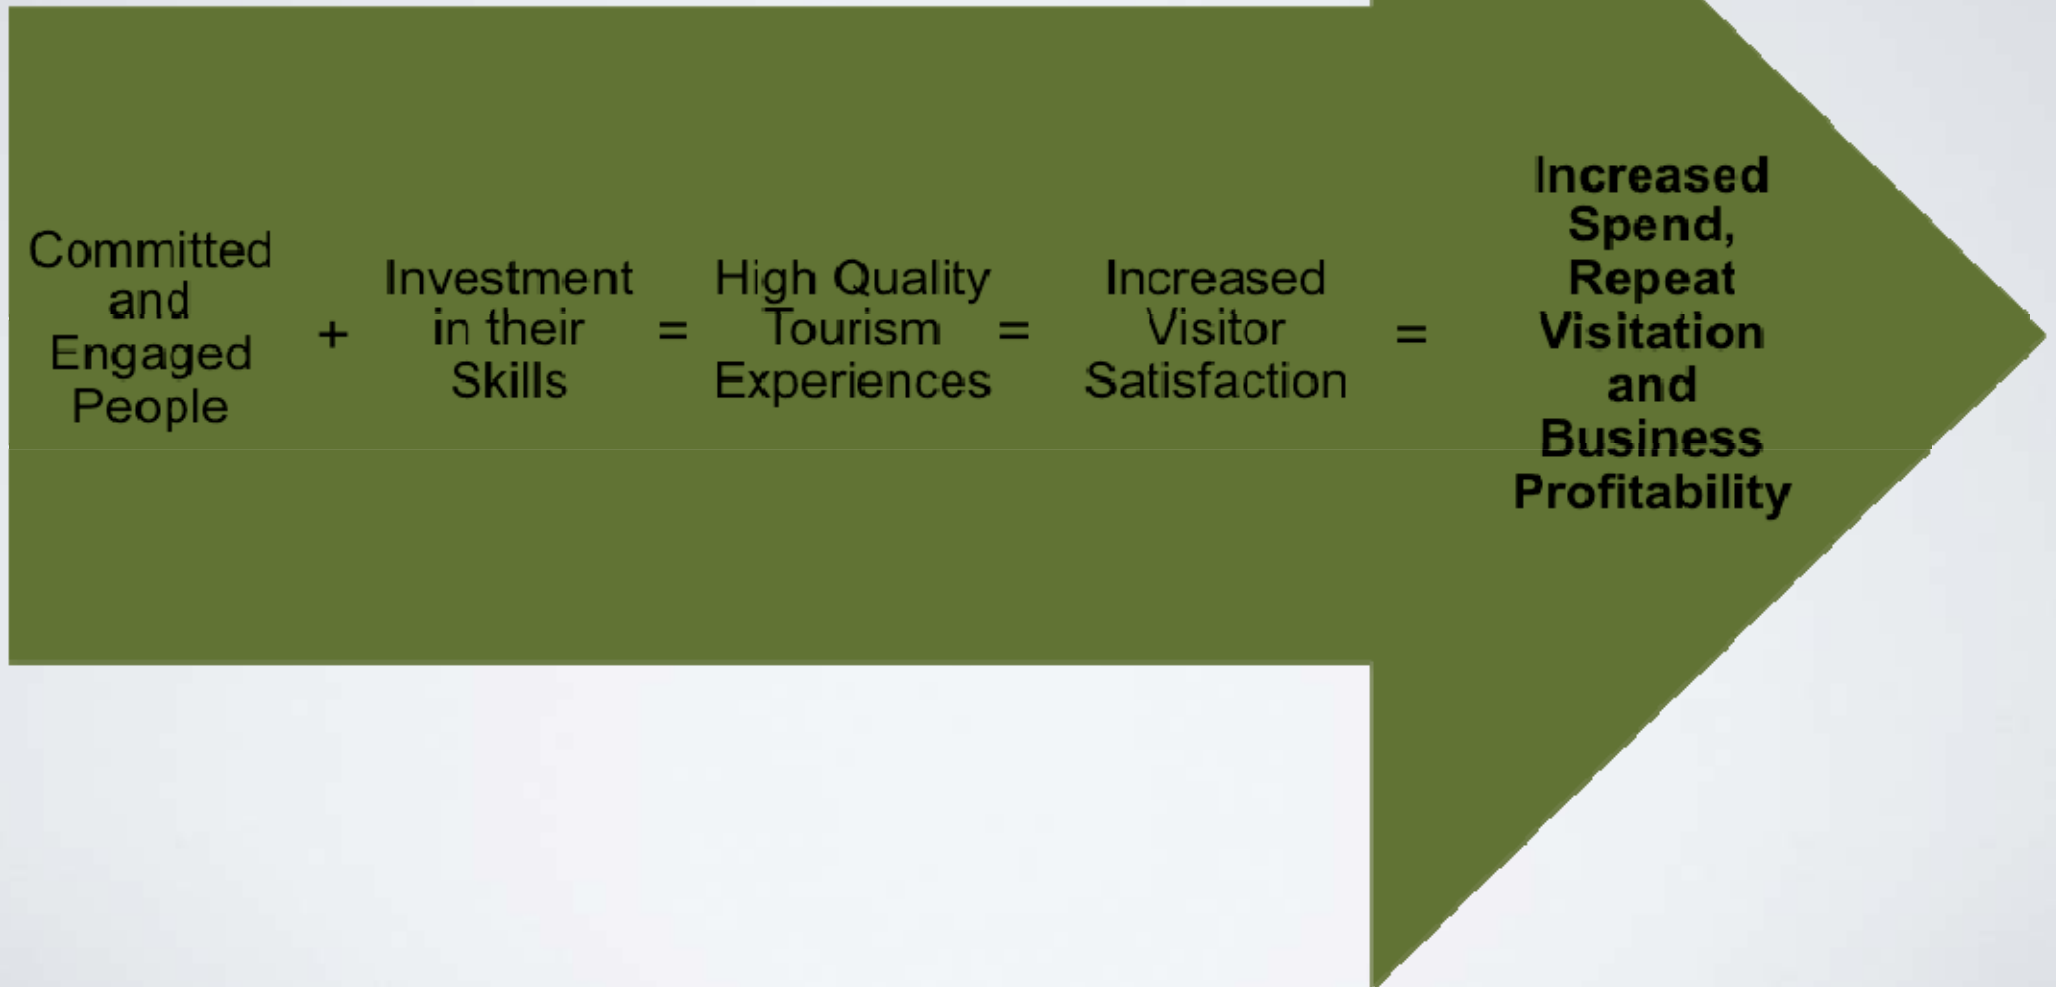 Committed
and
Engaged
People
+
Investment
in their
Skills
=
High Quality
Tourism
Experiences
=
Increased
Visitor
Satisfaction
=
Increased
Spend,
Repeat
Visitation
and
Business
Profitability